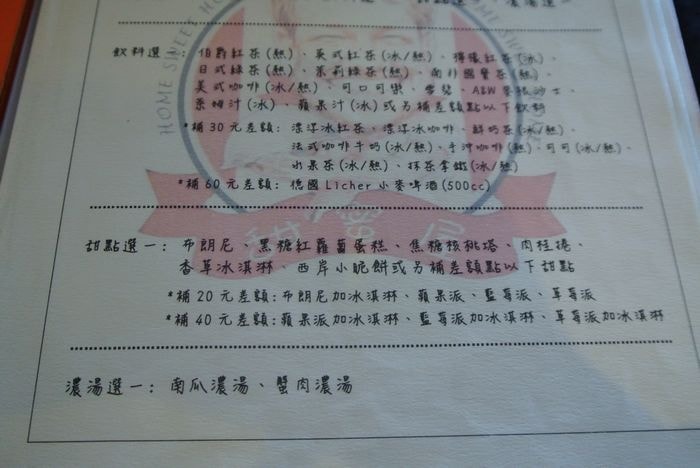 濃湯選
飲料選一: 伯爵紅茶(熱)、英式紅茶(冰/熱)、檸檬紅茶(冰)、
日式綠茶(熱)、茉莉綠茶(熱)、南非國寶茶(熱)、
美式咖啡(冰/熱)、可口可樂、雪碧、A&W麥根沙士、
萊姆汁(冰)、蘋果汁(冰)或另補差額點以下飲料
*補30元差額: 漂浮冰紅茶、漂浮冰咖啡、鮮奶茶(冰/熱)、
法式咖啡牛奶(冰/熱)、手沖咖啡(熱)、可可(冰/熱)、
水果茶(冰/熱)、抹茶拿鐵(冰/熱)
*補60元差額: 德國Licher小麥啤酒(500cc)
HOME SWEET HO
甜點選一: 布朗尼、黑糖紅蘿蔔蛋糕、焦糖核桃塔、肉桂捲、
香草冰淇淋、西岸小脆餅或另補差額點以下甜點
*補20元差額:布朗尼加冰淇淋、蘋果派、藍莓派、草莓派
*補40元差額:蘋果派加冰淇淋、藍莓派加冰淇淋、草莓派加冰淇淋
濃湯選一: 南瓜濃湯、蟹肉濃湯